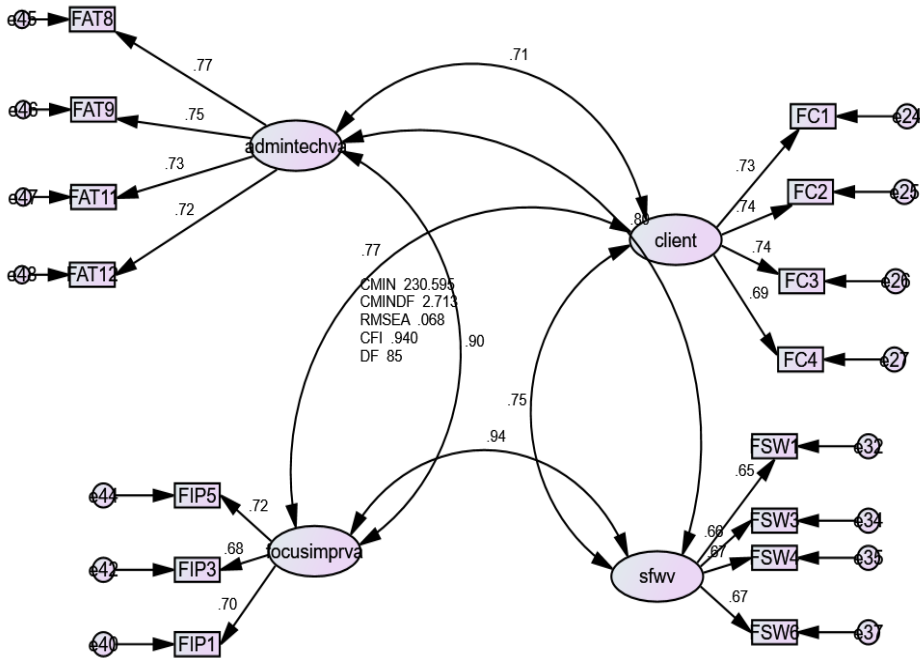 e45 FAT8
.77
e46 FAT9
.75
e47 FAT11
.73
e48 FAT12
.72
admintechva
.71
FC1 e24
.73
FC2 e25
.74
client
FC3 e26
.74
FC4 e27
.69
.77
CMIN 230.595
CMINDF 2.713
RMSEA .068
CFI .940
DF 85
.90
.75
.94
FSW1 e32
.65
FSW3 e34
.66
FSW4 e35
.67
sfwv
FSW6 e37
.67
e44 FIP5
.72
e42 FIP3
.68
focusimprva
e40 FIP1
.70